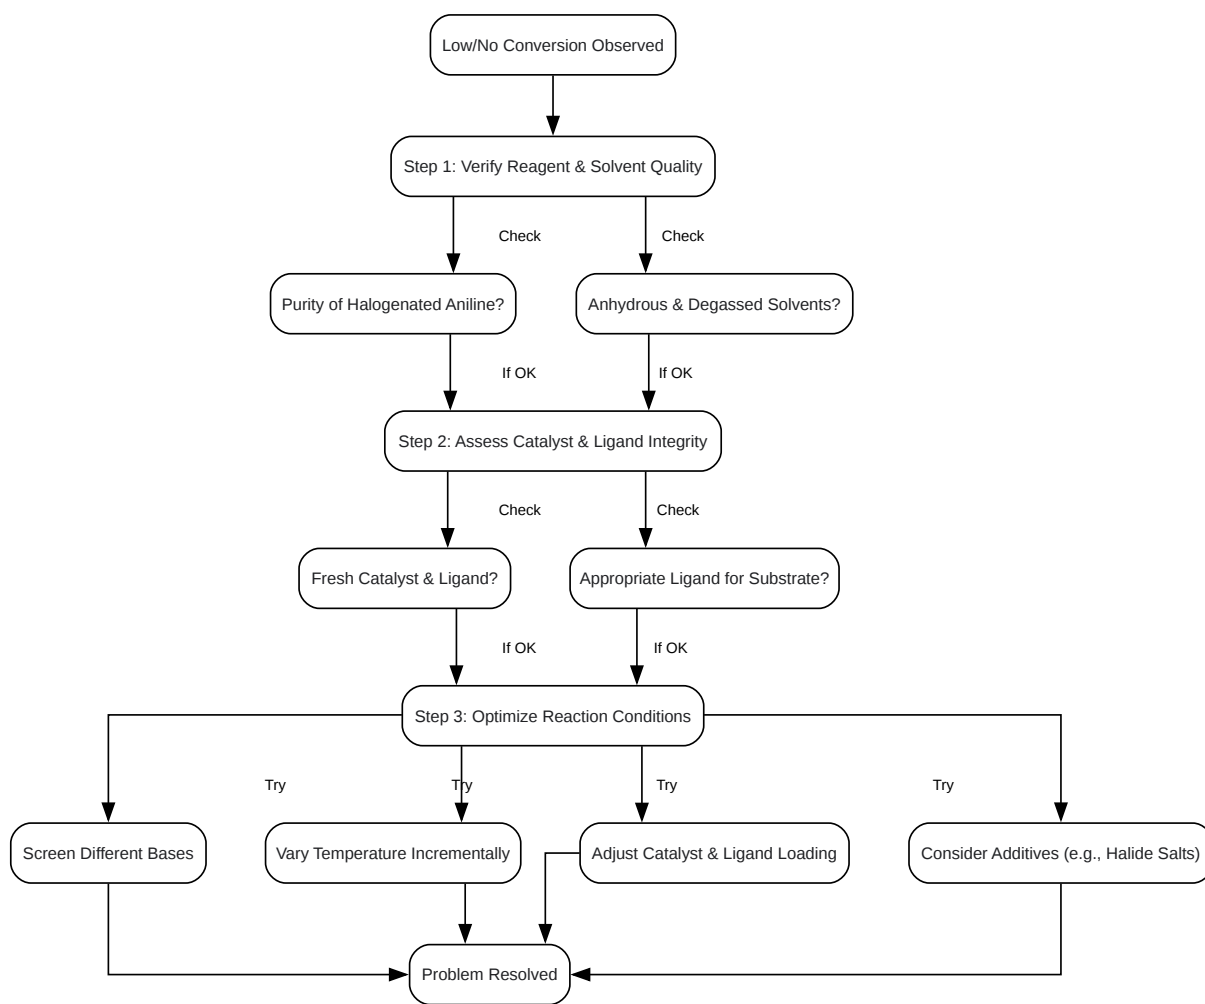 Low/No Conversion Observed
Step 1: Verify Reagent & Solvent Quality
Check
Check
Purity of Halogenated Aniline?
Anhydrous & Degassed Solvents?
If OK
If OK
Step 2: Assess Catalyst & Ligand Integrity
Check
Check
Fresh Catalyst & Ligand?
Appropriate Ligand for Substrate?
If OK
If OK
Step 3: Optimize Reaction Conditions
Try
Try
Try
Try
Screen Different Bases
Vary Temperature Incrementally
Adjust Catalyst & Ligand Loading
Consider Additives (e.g., Halide Salts)
Problem Resolved